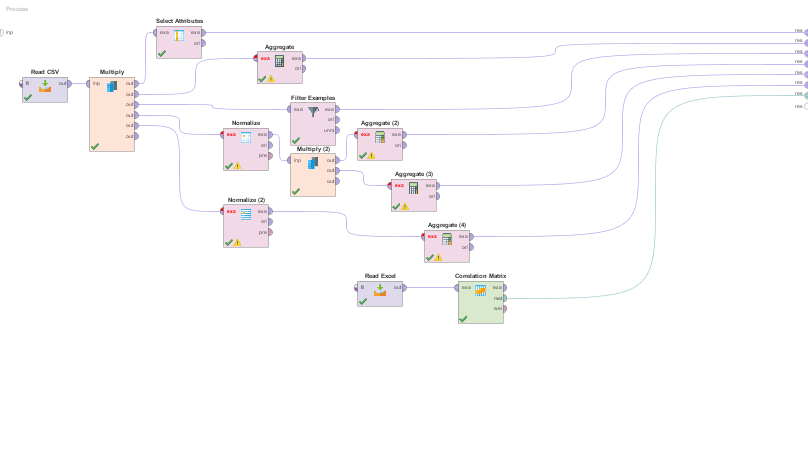 Process
inp
Select Attributes
exa
exa
ori
Aggregate
exa
exa
ori
Read CSV
fil
out
Multiply
inp
out
out
out
out
out
out
Filter Examples
exa
exa
ori
unm
Normalize
exa
exa
ori
pre
Aggregate (2)
exa
exa
ori
Multiply (2)
inp
out
out
out
Aggregate (3)
exa
exa
ori
Normalize (2)
exa
exa
ori
pre
Aggregate (4)
exa
exa
ori
Read Excel
fil
out
Correlation Matrix
exa
exa
mat
wei
res
res
res
res
res
res
res
res